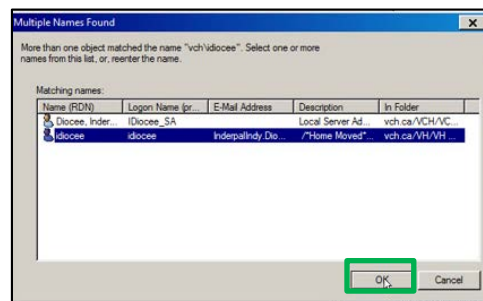 Multiple Names Found
More than one object matched the name "vch\idiocee". Select one or more
names from this list, or, reenter the name.
Matching names:
Name (RDN) Logon Name (pr... E-Mail Address Description In Folder
Diocee, Inder... IDiocee_SA Local Server Ad... vch.ca/VCH/VC...
idiocee idiocee InderpalIndy.Dio... /"Home Moved"... vch.ca/VH/VH ...
OK Cancel